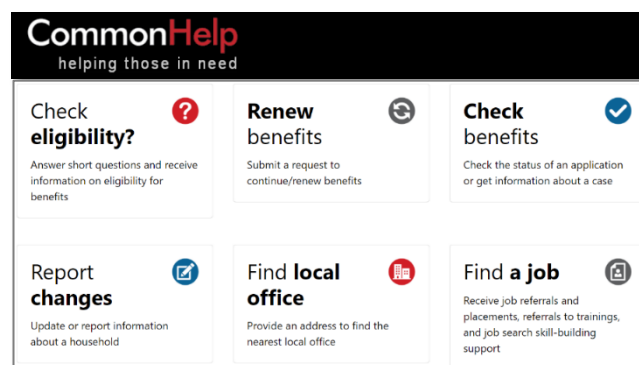 CommonHelp
helping those in need
Check
eligibility?
?
Answer short questions and receive
information on eligibility for
benefits
Renew
benefits
Submit a request to
continue/renew benefits
Check
benefits
Check the status of an application
or get information about a case
Report
changes
Update or report information
about a household
Find local
office
Provide an address to find the
nearest local office
Find a job
Receive job referrals and
placements, referrals to trainings,
and job search skill-building
support